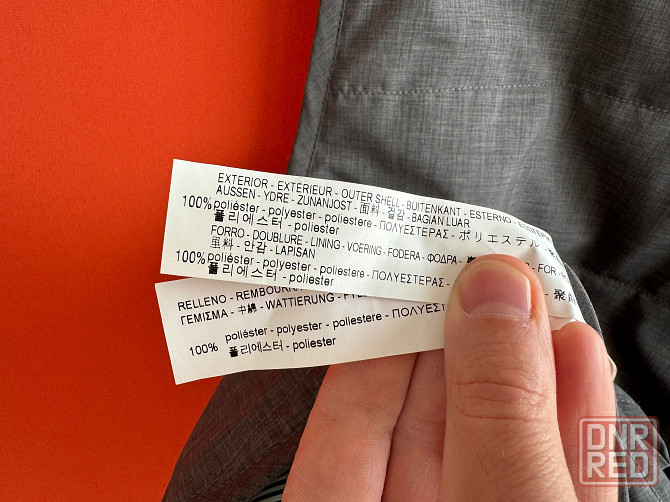 EXTERIOR - EXTÉRIEUR - OUTER SHELL - BUITENKANT - ESTERNO -
AUSSEN - YDRE - ZUNANJOST - 面料 - 겉감 - BAGIAN LUAR
100% poliéster - polyester - poliestere - ΠΟΛΥΕΣΤΕΡΑΣ - ポリエステル -
폴리에스터 - poliester
FORRO - DOUBLURE - LINING - VOERING - FODERA - ΦΟΔΡΑ - FOR -
里料 - 안감 - LAPISAN
100% poliéster - polyester - poliestere - ΠΟΛΥΕΣΤΕΡΑΣ - 聚
폴리에스터 - poliester
RELLENO -
ΓΕΜΙΣΜΑ - 中綿 - WATTIERUNG -
100% poliéster - polyester - poliestere -
폴리에스터 - poliester
DNR
RED